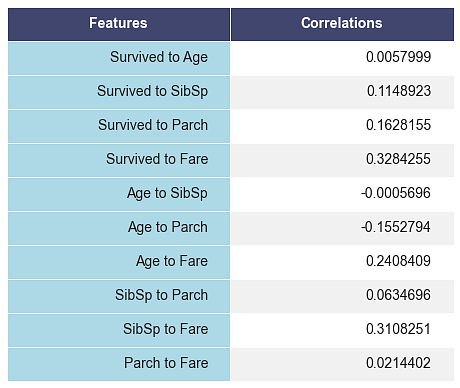 Features Correlations
Survived to Age 0.0057999
Survived to SibSp 0.1148923
Survived to Parch 0.1628155
Survived to Fare 0.3284255
Age to SibSp -0.0005696
Age to Parch -0.1552794
Age to Fare 0.2408409
SibSp to Parch 0.0634696
SibSp to Fare 0.3108251
Parch to Fare 0.0214402